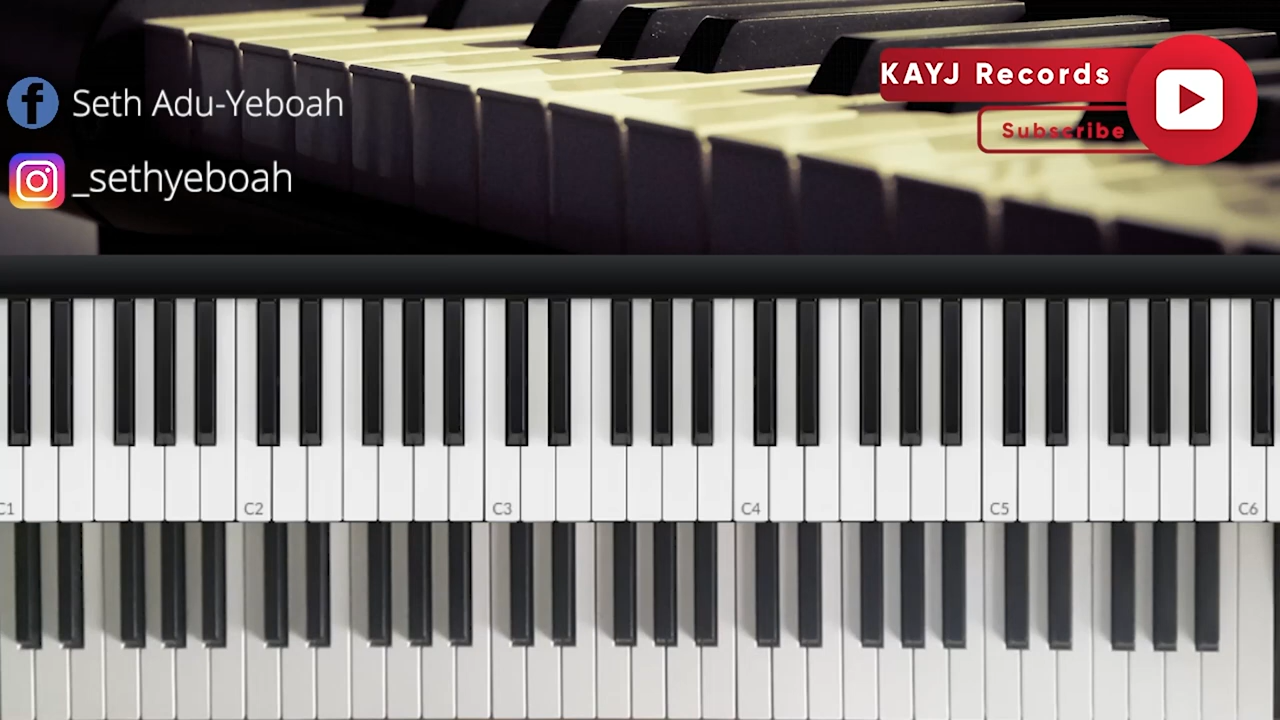 Seth Adu-Yeboah
_sethyeboah
KAYJ Records
Subscribe
C1
C2
C3
C4
C5
C6